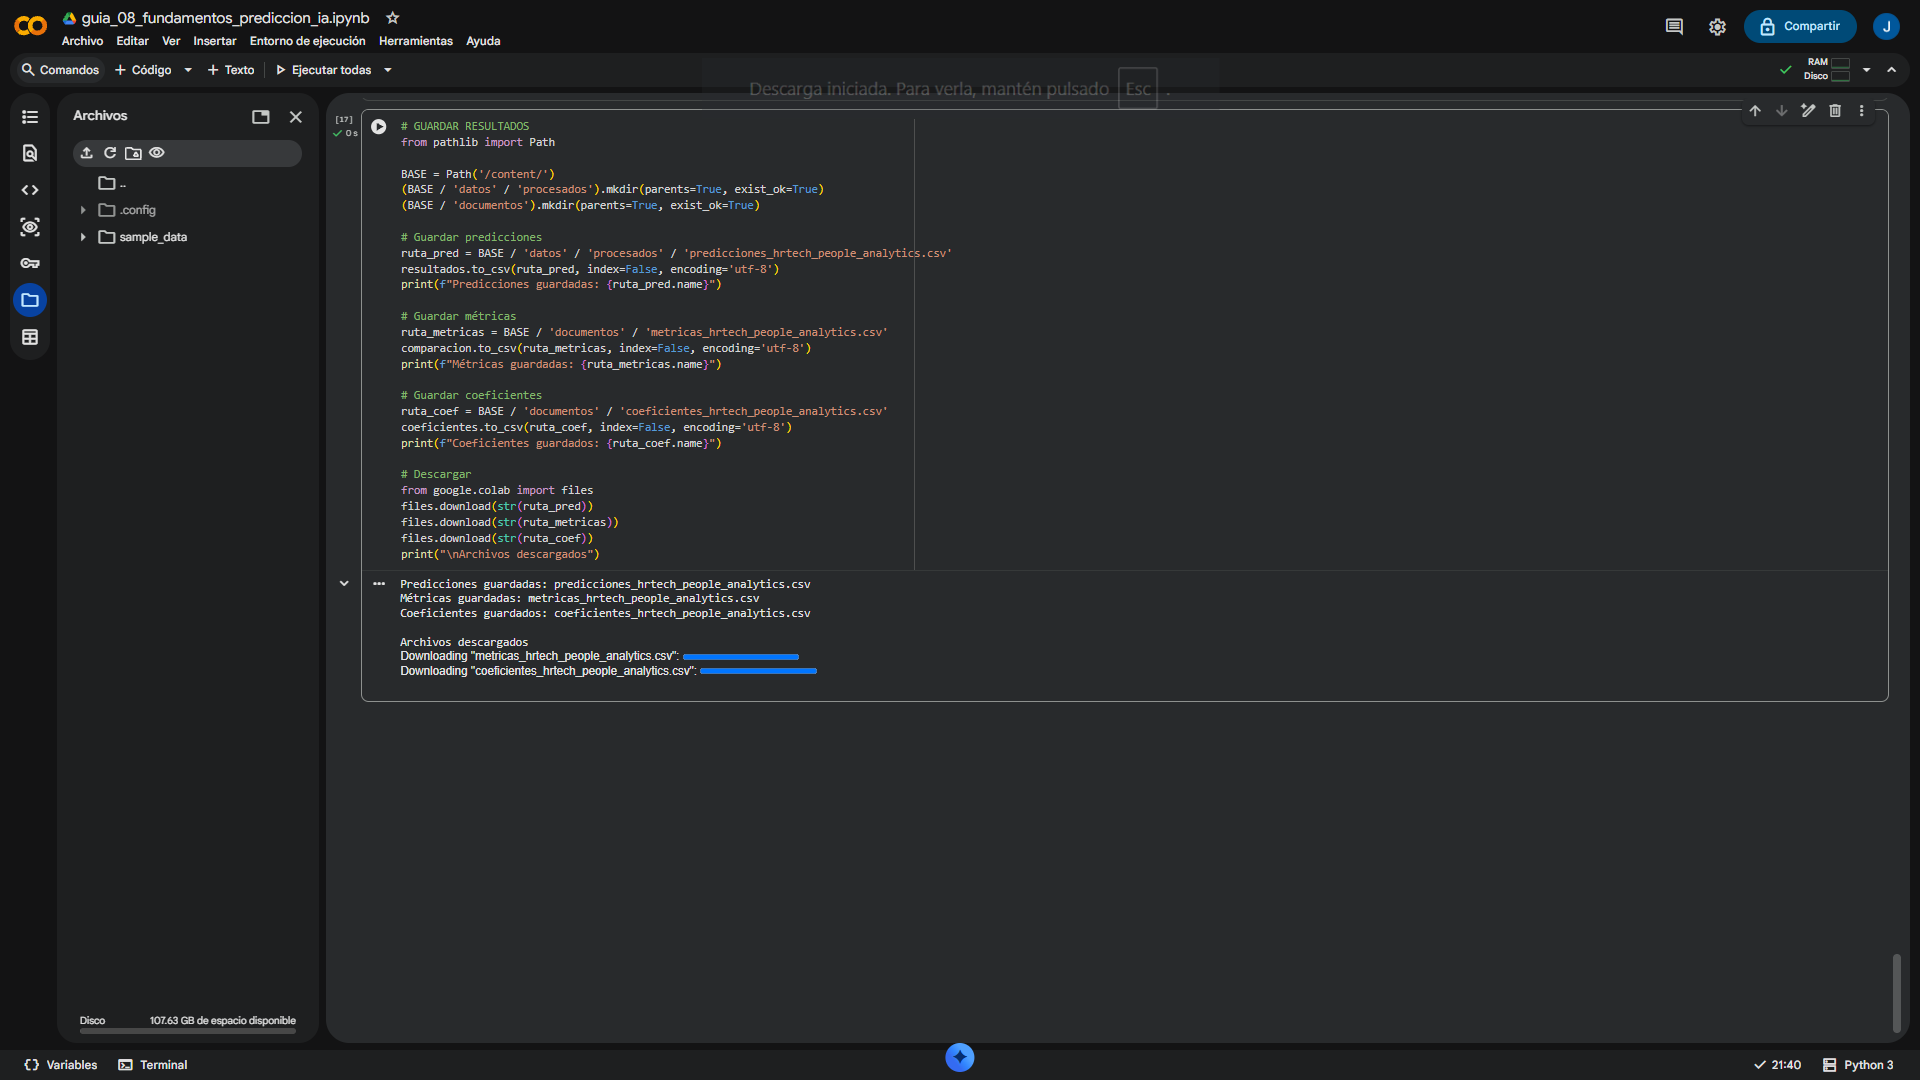 guia_08_fundamentos_prediccion_ia.ipynb
Archivo Editar Ver Insertar Entorno de ejecución Herramientas Ayuda
Compartir
J
Comandos + Código + Texto Ejecutar todas
RAM
Disco
Descarga iniciada. Para verla, mantén pulsado Esc .
Archivos
..
.config
sample_data
Disco 107.63 GB de espacio disponible
[17]
0 s
# GUARDAR RESULTADOS
from pathlib import Path
BASE = Path('/content/')
(BASE / 'datos' / 'procesados').mkdir(parents=True, exist_ok=True)
(BASE / 'documentos').mkdir(parents=True, exist_ok=True)
# Guardar predicciones
ruta_pred = BASE / 'datos' / 'procesados' / 'predicciones_hrtech_people_analytics.csv'
resultados.to_csv(ruta_pred, index=False, encoding='utf-8')
print(f"Predicciones guardadas: {ruta_pred.name}")
# Guardar métricas
ruta_metricas = BASE / 'documentos' / 'metricas_hrtech_people_analytics.csv'
comparacion.to_csv(ruta_metricas, index=False, encoding='utf-8')
print(f"Métricas guardadas: {ruta_metricas.name}")
# Guardar coeficientes
ruta_coef = BASE / 'documentos' / 'coeficientes_hrtech_people_analytics.csv'
coeficientes.to_csv(ruta_coef, index=False, encoding='utf-8')
print(f"Coeficientes guardados: {ruta_coef.name}")
# Descargar
from google.colab import files
files.download(str(ruta_pred))
files.download(str(ruta_metricas))
files.download(str(ruta_coef))
print("\nArchivos descargados")
Predicciones guardadas: predicciones_hrtech_people_analytics.csv
Métricas guardadas: metricas_hrtech_people_analytics.csv
Coeficientes guardados: coeficientes_hrtech_people_analytics.csv
Archivos descargados
Downloading "metricas_hrtech_people_analytics.csv":
Downloading "coeficientes_hrtech_people_analytics.csv":
Variables Terminal
21:40 Python 3